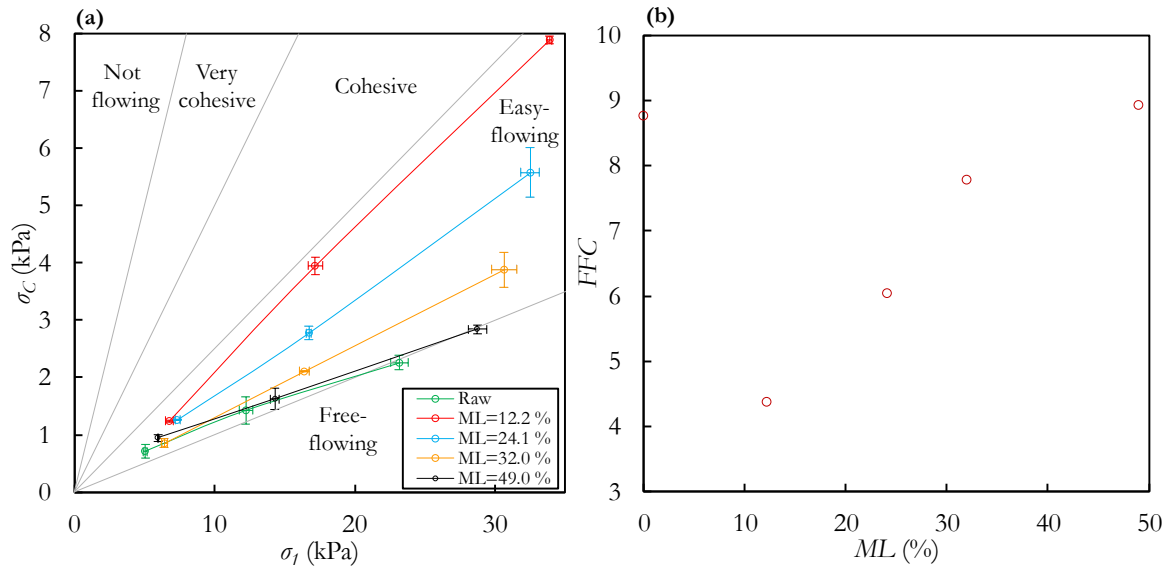 (a)
8
7
6
5
4
3
2
1
0
σC (kPa)
Not
flowing
Very
cohesive
Cohesive
Easy-
flowing
Free-
flowing
Raw
ML=12.2 %
ML=24.1 %
ML=32.0 %
ML=49.0 %
0 10 20 30
σ1 (kPa)
(b)
10
9
8
7
6
5
4
3
FFC
0 10 20 30 40 50
ML (%)